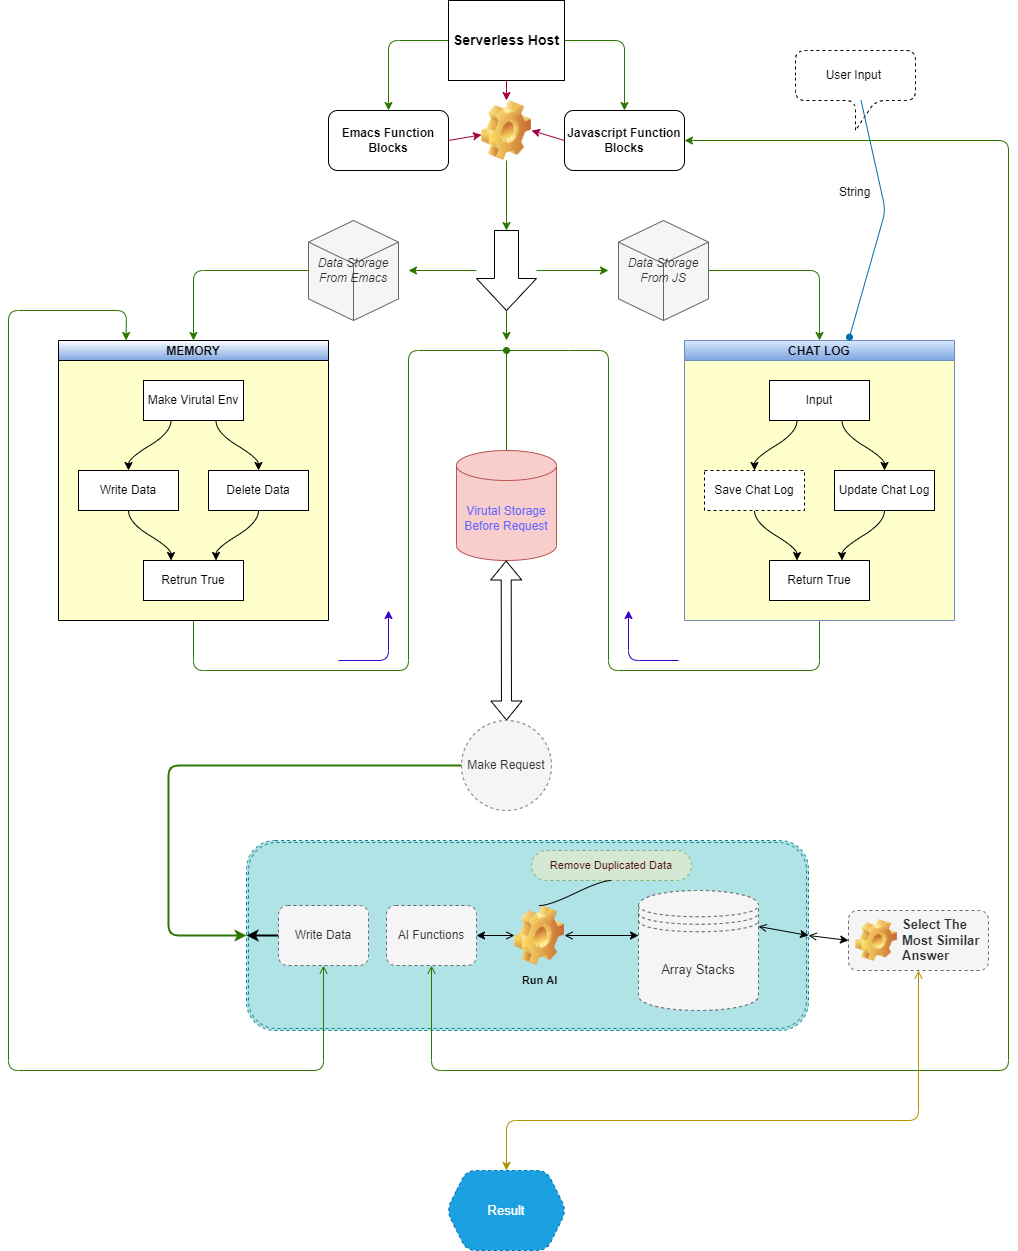 Serverless Host
User Input
Emacs Function
Blocks
Javascript Function
Blocks
String
Data Storage
From Emacs
Data Storage
From JS
MEMORY
CHAT LOG
Make Virutal Env
Input
Write Data
Delete Data
Save Chat Log
Update Chat Log
Virutal Storage
Before Request
Retrun True
Return True
Make Request
Remove Duplicated Data
Write Data
AI Functions
Run AI
Array Stacks
Select The
Most Similar
Answer
Result